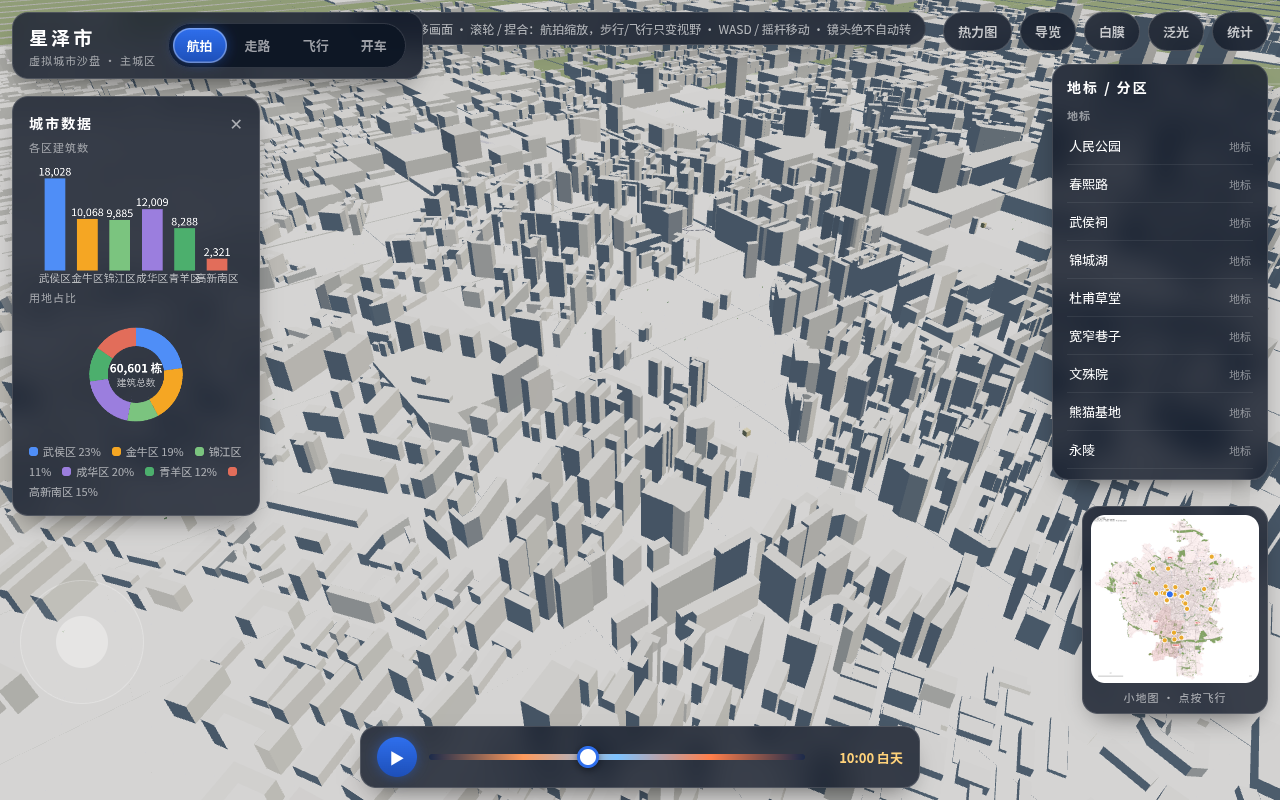 星泽市
虚拟城市沙盘 · 主城区
航拍
走路
飞行
开车
画面 · 滚轮 / 捏合：航拍缩放，步行/飞行只变视野 · WASD / 摇杆移动 · 镜头绝不自动转
热力图
导览
白膜
泛光
统计
城市数据
×
各区建筑数
18,028
10,068
9,885
12,009
8,288
2,321
武侯区
金牛区
锦江区
成华区
青羊区
高新南区
用地占比
60,601 栋
建筑总数
武侯区 23% 金牛区 19% 锦江区
11% 成华区 20% 青羊区 12%
高新南区 15%
地标 / 分区
地标
人民公园 地标
春熙路 地标
武侯祠 地标
锦城湖 地标
杜甫草堂 地标
宽窄巷子 地标
文殊院 地标
熊猫基地 地标
永陵 地标
小地图 · 点按飞行
10:00 白天